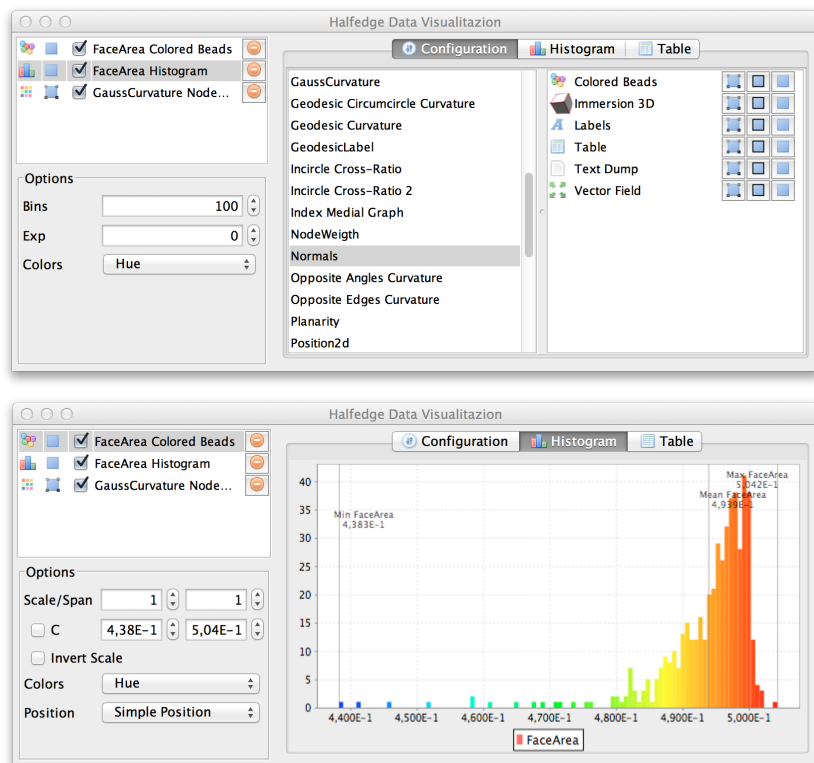 Halfedge Data Visualitazion
FaceArea Colored Beads
FaceArea Histogram
GaussCurvature Node...
Options
Bins 100
Exp 0
Colors Hue
Configuration Histogram Table
GaussCurvature
Geodesic Circumcircle Curvature
Geodesic Curvature
GeodesicLabel
Incircle Cross-Ratio
Incircle Cross-Ratio 2
Index Medial Graph
NodeWeigth
Normals
Opposite Angles Curvature
Opposite Edges Curvature
Planarity
Position2d
Colored Beads
Immersion 3D
A Labels
Table
Text Dump
Vector Field
Halfedge Data Visualitazion
FaceArea Colored Beads
FaceArea Histogram
GaussCurvature Node...
Options
Scale/Span 1 1
C 4,38E-1 5,04E-1
Invert Scale
Colors Hue
Position Simple Position
Configuration Histogram Table
40
35
30
25
20
15
10
5
0
Min FaceArea
4,383E-1
Max FaceArea
5,042E-1
Mean FaceArea
4,939E-1
4,400E-1 4,500E-1 4,600E-1 4,700E-1 4,800E-1 4,900E-1 5,000E-1
FaceArea